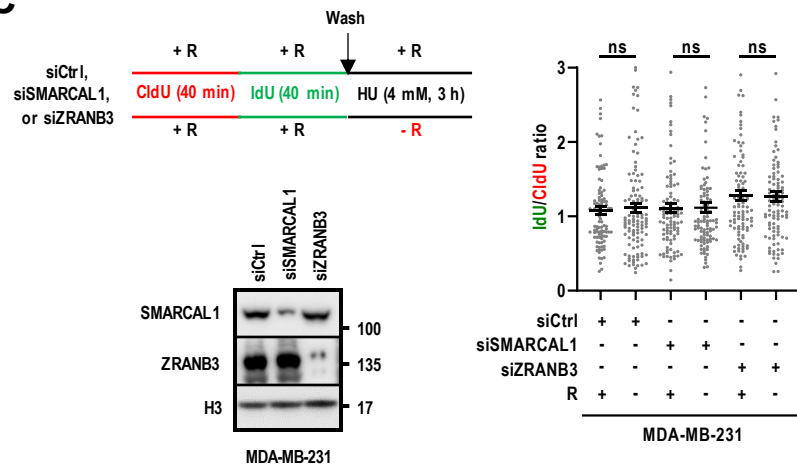 C
Wash
+ R + R + R
siCtrl,
siSMARCAL1,
or siZRANB3
CldU (40 min) IdU (40 min) HU (4 mM, 3 h)
+ R + R - R
siCtrl siSMARCAL1 siZRANB3
SMARCAL1
100
ZRANB3
135
H3
17
MDA-MB-231
ns ns ns
3
2
1
0
IdU/CldU ratio
siCtrl + + - - - -
siSMARCAL1 - - + + - -
siZRANB3 - - - - + +
R + - + - + -
MDA-MB-231